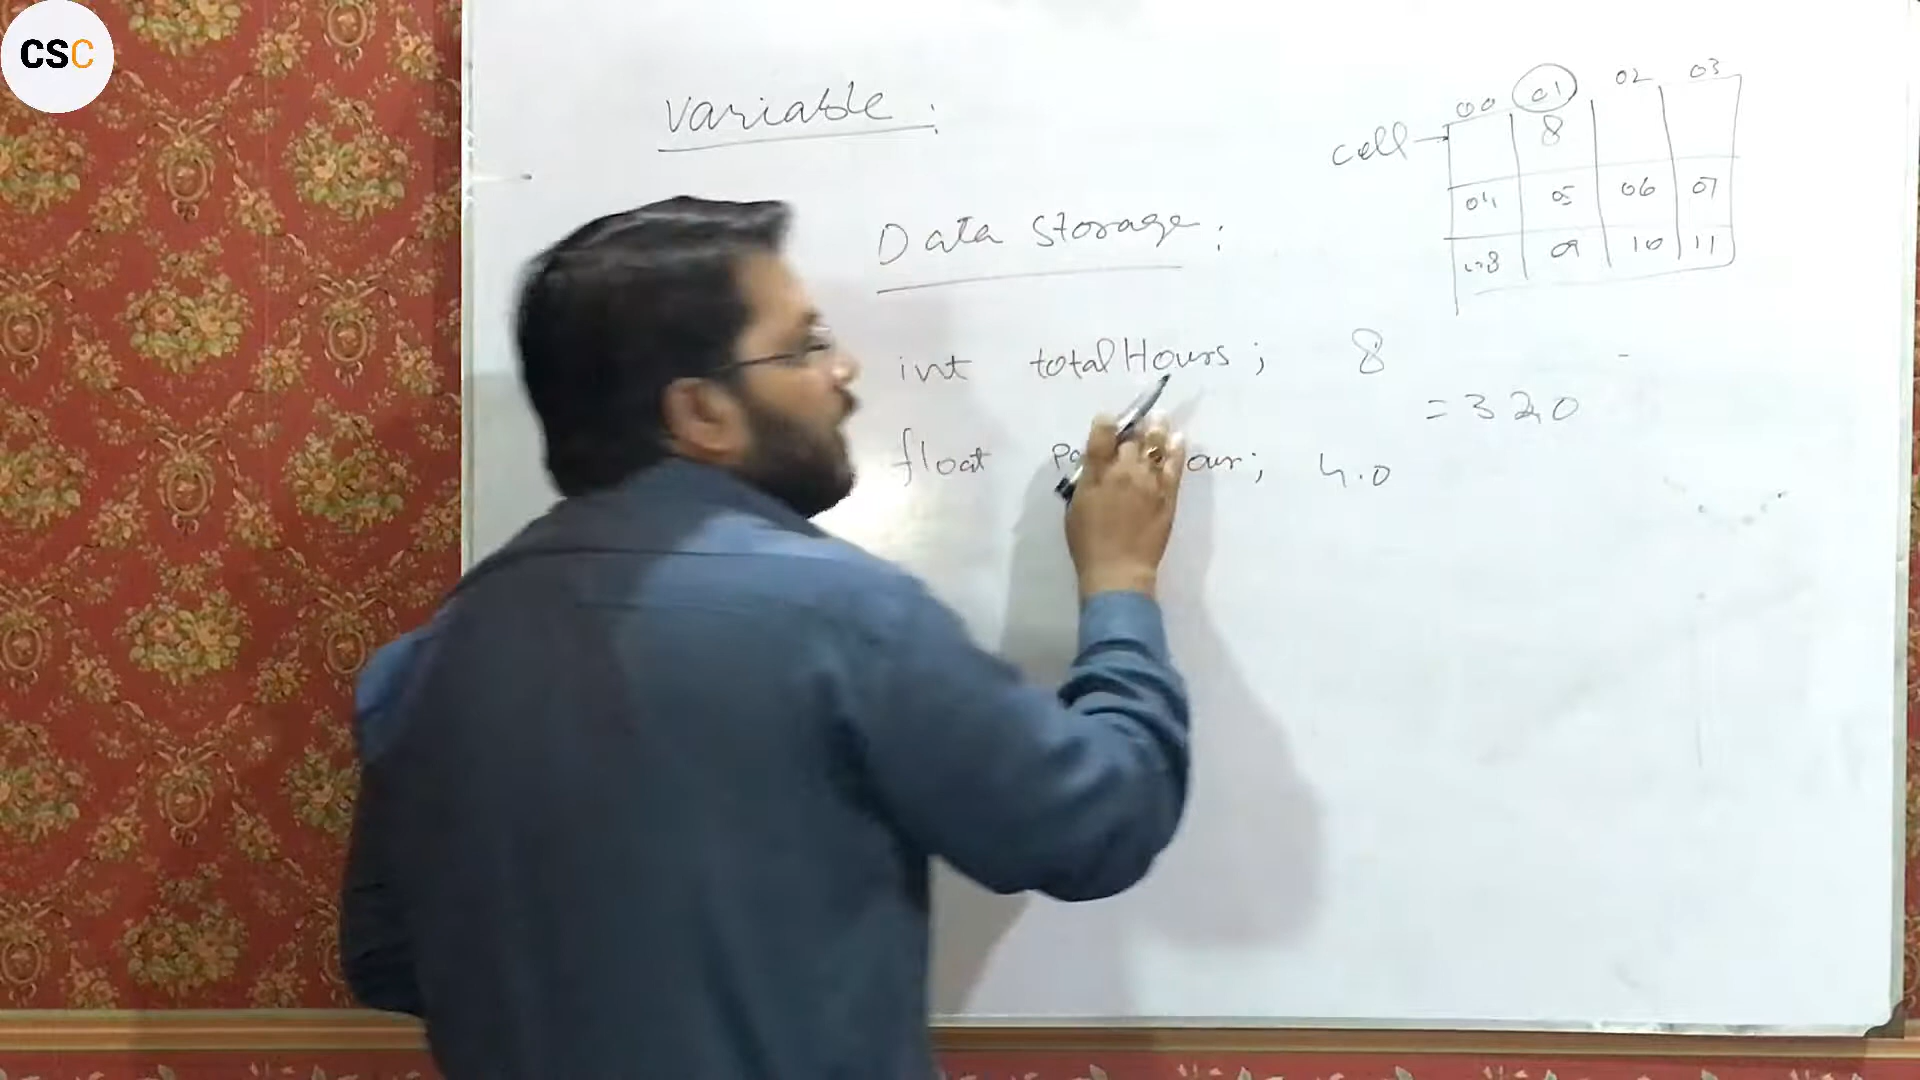 CSC
variable:
Data storage:
int totalHours; 8
= 320
float our; 4.0
cell
00 01 02 03
8
04 05 06 07
08 09 10 11